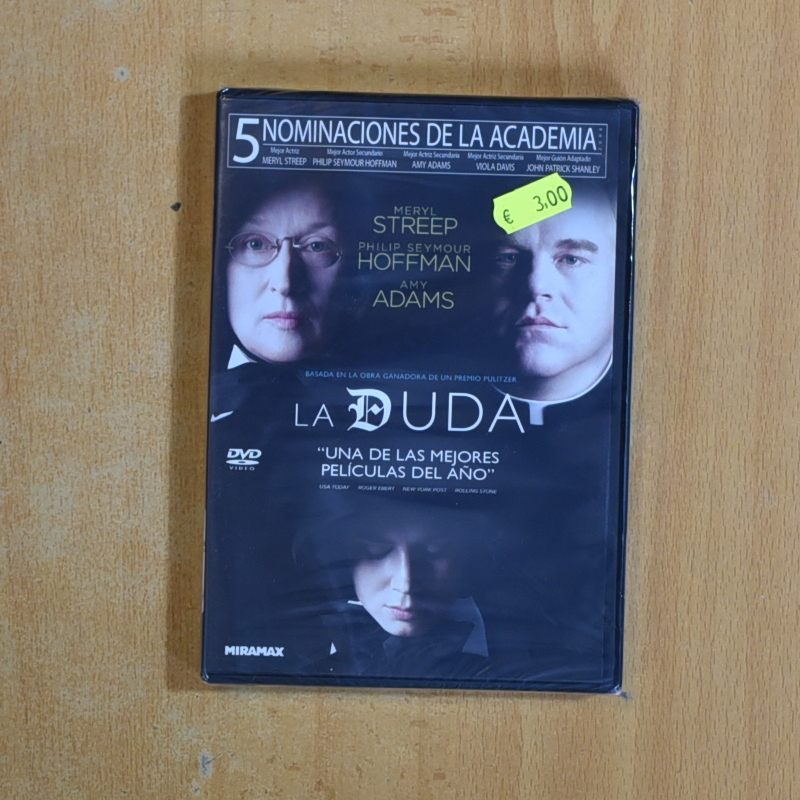 5 NOMINACIONES DE LA ACADEMIA
Mejor Actriz
MERYL STREEP
Mejor Actor Secundario
PHILIP SEYMOUR HOFFMAN
Mejor Actriz Secundaria
AMY ADAMS
Mejor Actriz Secundaria
VIOLA DAVIS
Mejor Guión Adaptado
JOHN PATRICK SHANLEY
€ 3,00
MERYL
STREEP
PHILIP SEYMOUR
HOFFMAN
AMY
ADAMS
BASADA EN LA OBRA GANADORA DE UN PREMIO PULITZER
LA DUDA
DVD
VIDEO
“UNA DE LAS MEJORES
PELÍCULAS DEL AÑO”
USA TODAY ROGER EBERT NEW YORK POST ROLLING STONE
MIRAMAX